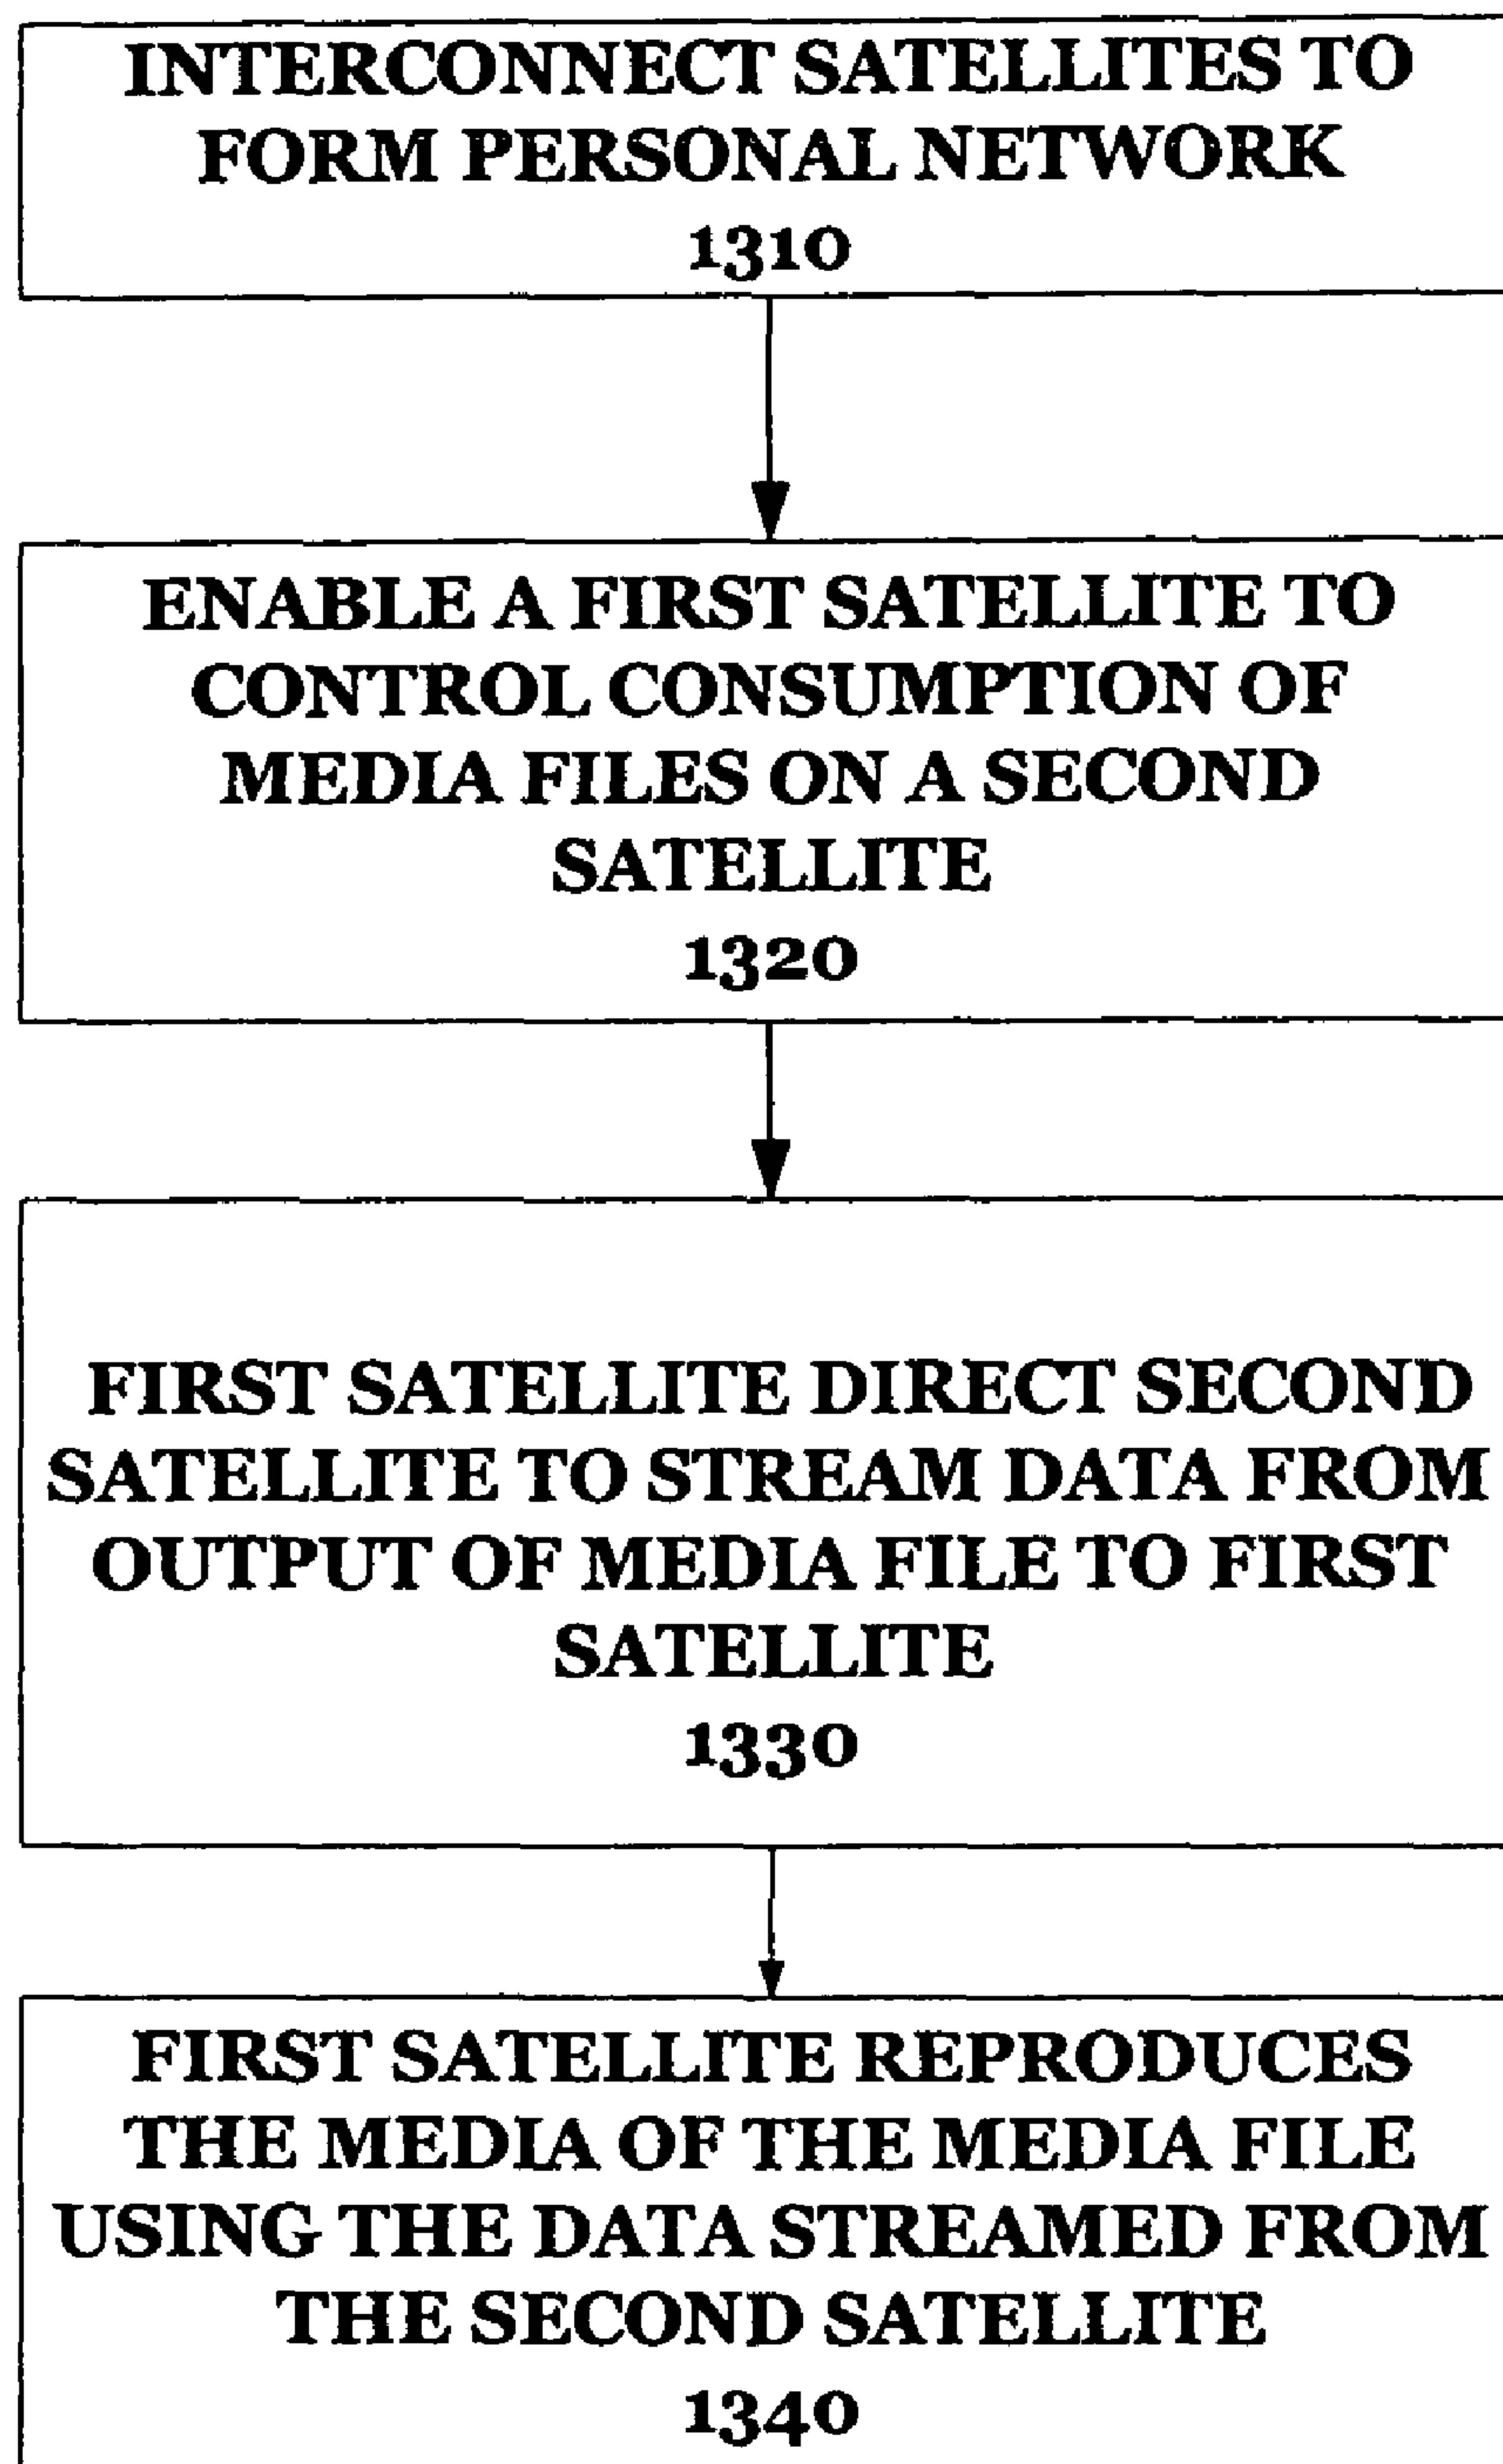 INTERCONNECT SATELLITES TO
FORM PERSONAL NETWORK
1310
ENABLE A FIRST SATELLITE TO
CONTROL CONSUMPTION OF
MEDIA FILES ON A SECOND
SATELLITE
1320
FIRST SATELLITE DIRECT SECOND
SATELLITE TO STREAM DATA FROM
OUTPUT OF MEDIA FILE TO FIRST
SATELLITE
1330
FIRST SATELLITE REPRODUCES
THE MEDIA OF THE MEDIA FILE
USING THE DATA STREAMED FROM
THE SECOND SATELLITE
1340